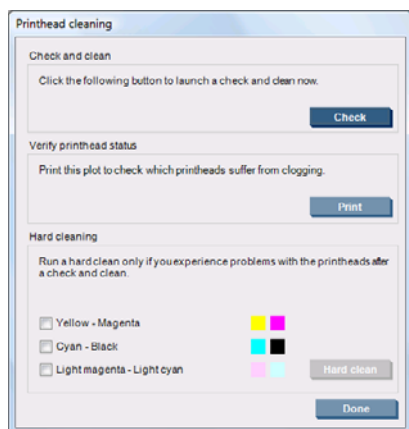 Printhead cleaning
Check and clean
Click the following button to launch a check and clean now.
Check
Verify printhead status
Print this plot to check which printheads suffer from clogging.
Print
Hard cleaning
Run a hard clean only if you experience problems with the printheads after
a check and clean.
Yellow - Magenta
Cyan - Black
Light magenta - Light cyan
Hard clean
Done